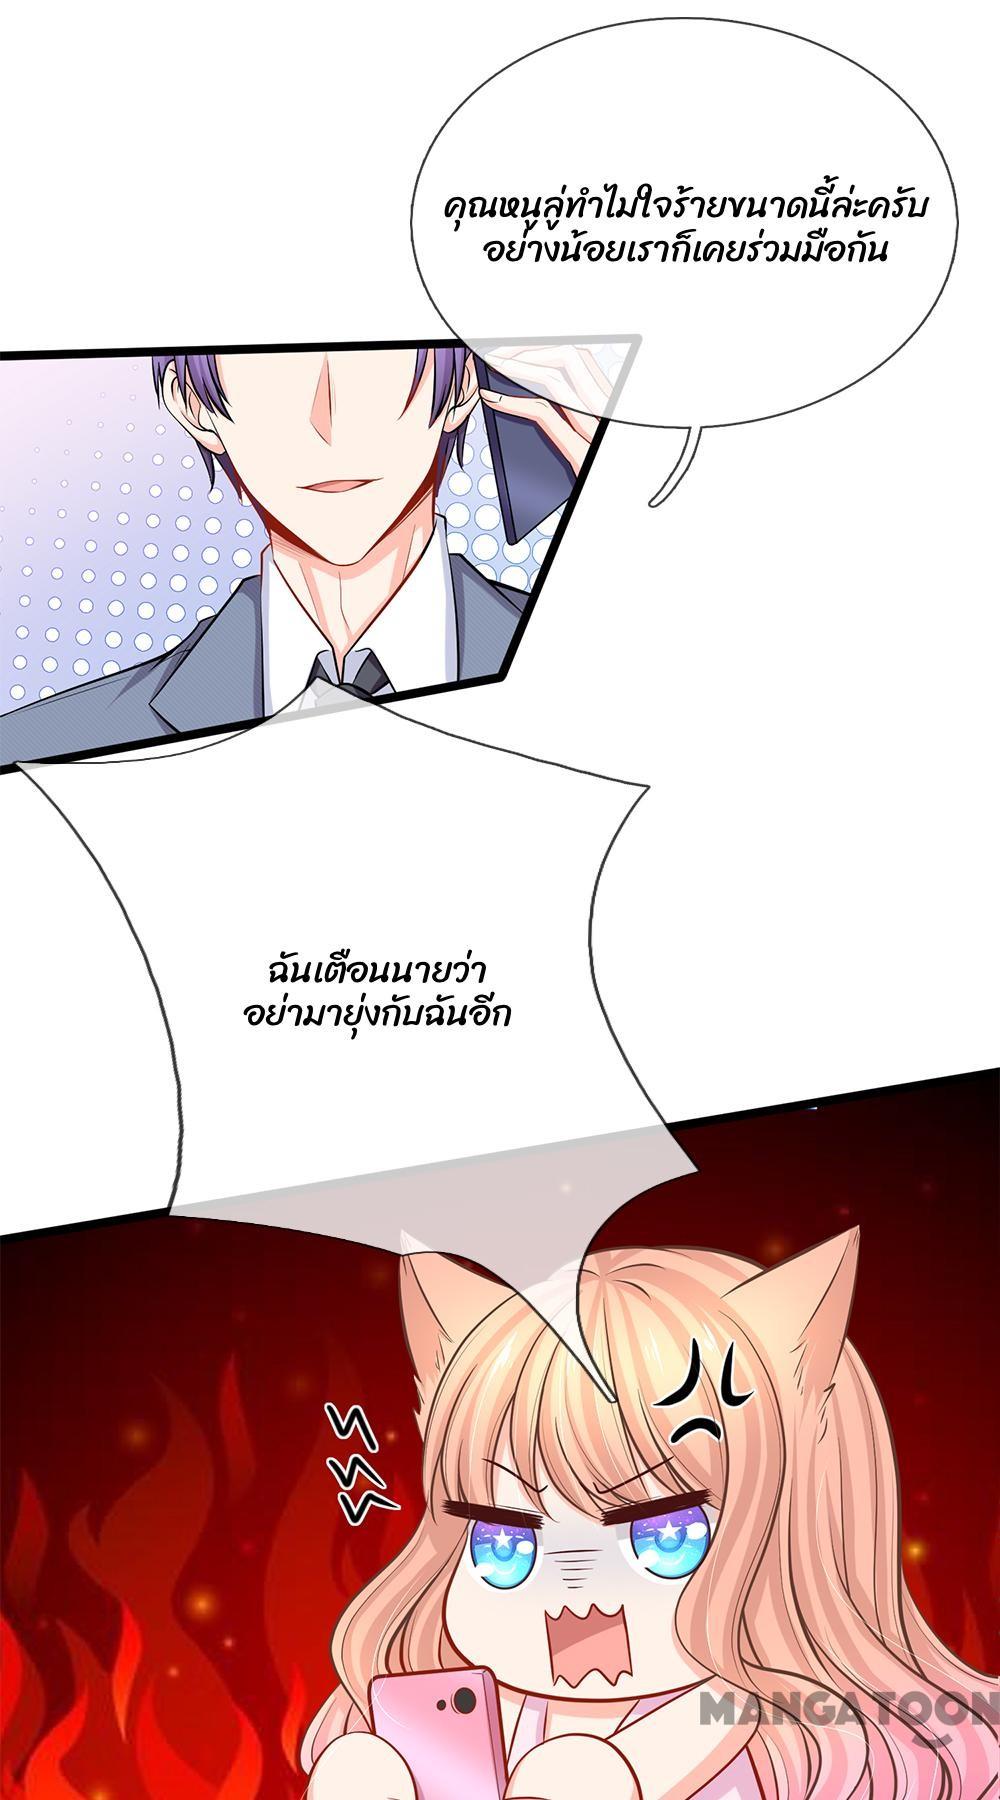 คุณหนูลู่ทำไมใจร้ายขนาดนี้ล่ะครับ
อย่างน้อยเราก็เคยร่วมมือกัน
ฉันเตือนนายว่า
อย่ามายุ่งกับฉันอีก
MANGATOON